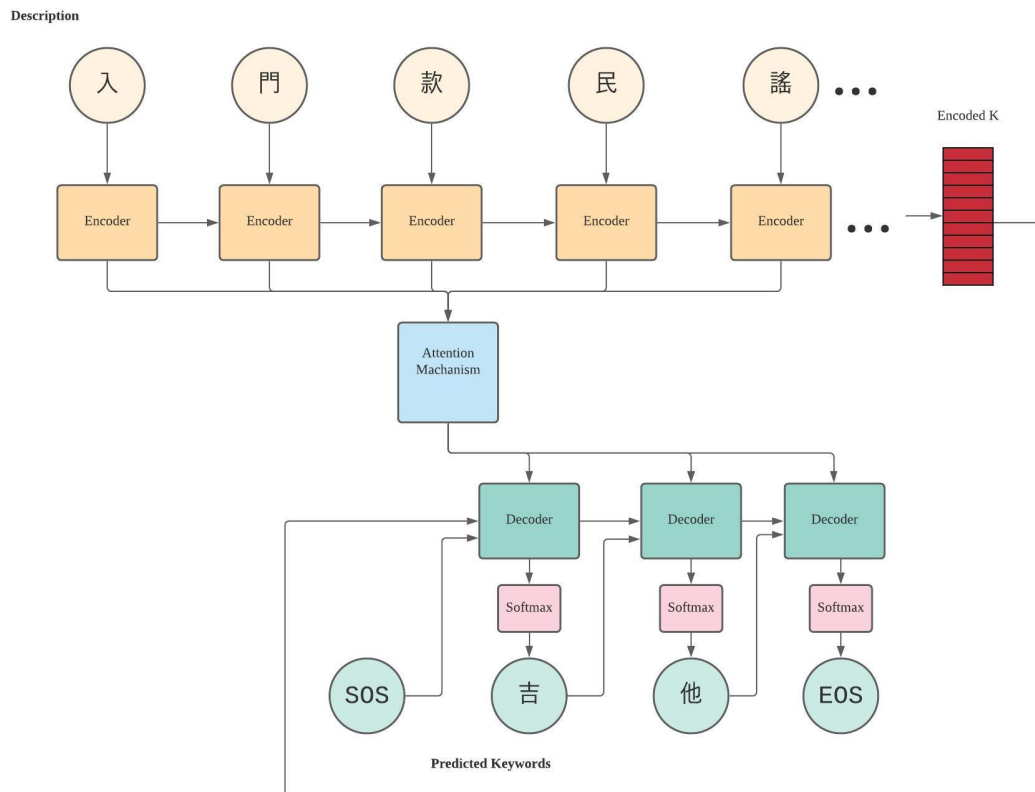 Description
入 門 款 民 謠
Encoded K
Encoder Encoder Encoder Encoder Encoder
Attention
Machanism
Decoder Decoder Decoder
Softmax Softmax Softmax
SOS 吉 他 EOS
Predicted Keywords